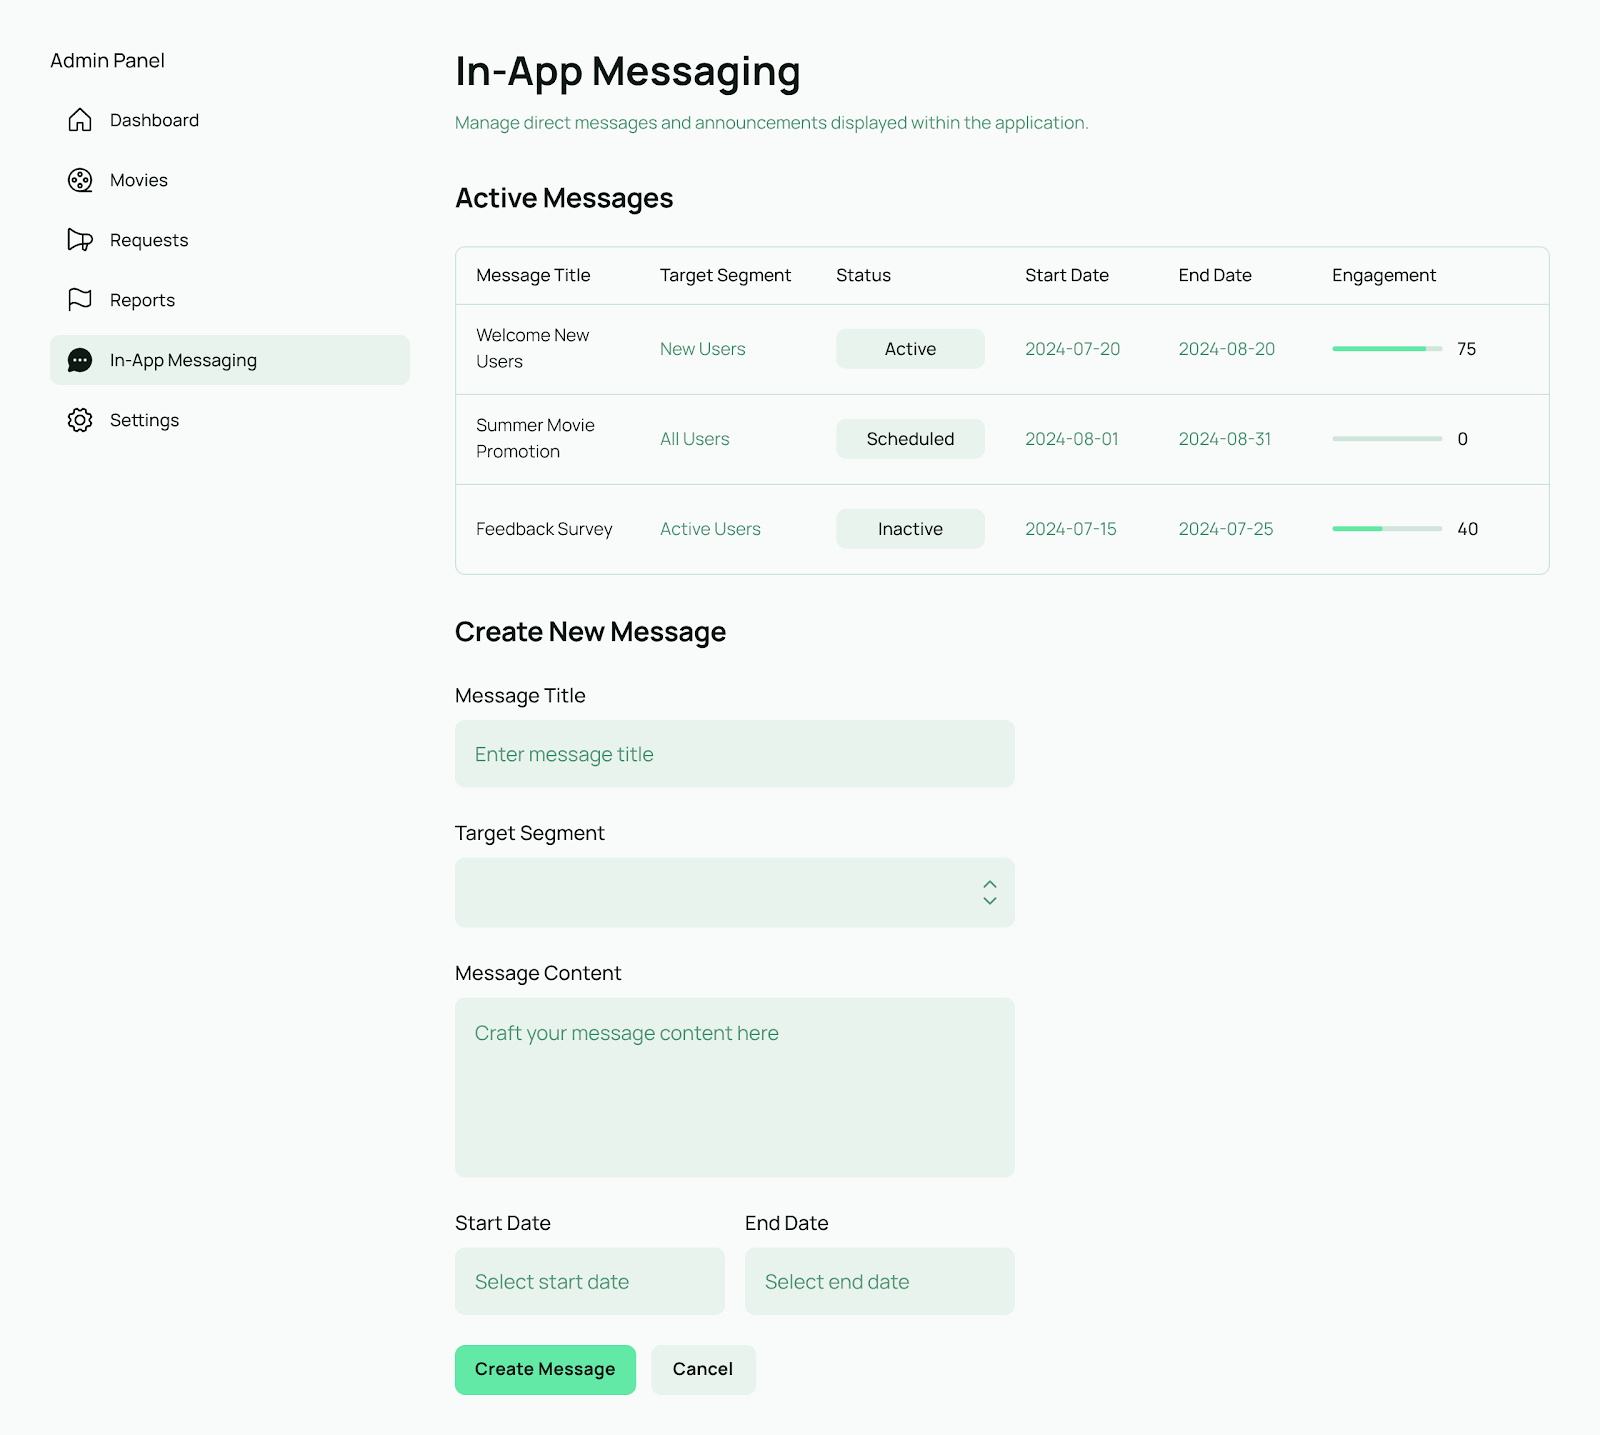 Admin Panel
Dashboard
Movies
Requests
Reports
In-App Messaging
Settings
In-App Messaging
Manage direct messages and announcements displayed within the application.
Active Messages
Message Title Target Segment Status Start Date End Date Engagement
Welcome New
Users
New Users Active 2024-07-20 2024-08-20 75
Summer Movie
Promotion
All Users Scheduled 2024-08-01 2024-08-31 0
Feedback Survey Active Users Inactive 2024-07-15 2024-07-25 40
Create New Message
Message Title
Enter message title
Target Segment
Message Content
Craft your message content here
Start Date End Date
Select start date Select end date
Create Message Cancel